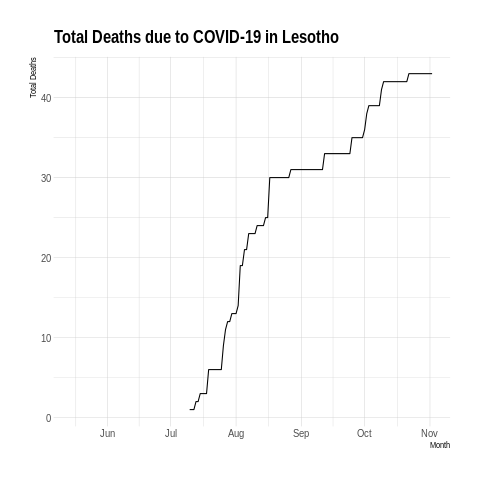 Total Deaths due to COVID-19 in Lesotho
Total Deaths
40
30
20
10
0
Jun Jul Aug Sep Oct Nov
Month